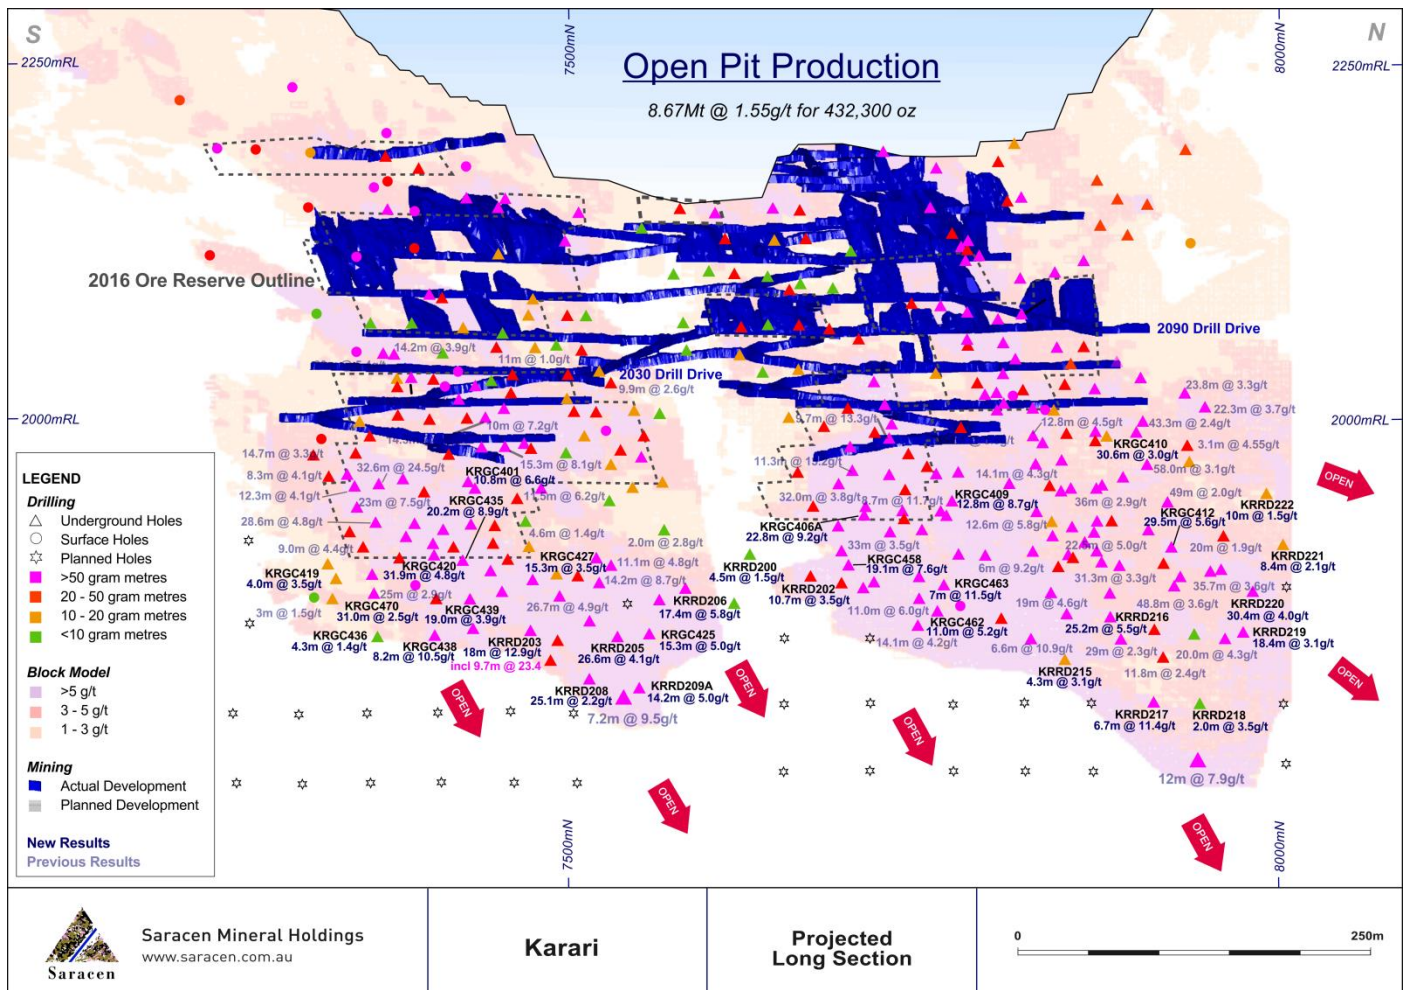 S
N
2250mRL
7500mN
8000mN
2250mRL
Open Pit Production
8.67Mt @ 1.55g/t for 432,300 oz
2016 Ore Reserve Outline
2090 Drill Drive
14.2m @ 3.9g/t
11m @ 1.0g/t
2030 Drill Drive
9.9m @ 2.6g/t
23.8m @ 3.3g/t
22.3m @ 3.7g/t
2000mRL
2000mRL
10m @ 7.2g/t
9.7m @ 13.3g/t
12.8m @ 4.5g/t
43.3m @ 2.4g/t
KRGC410
30.6m @ 3.0g/t
3.1m @ 4.55g/t
14.7m @ 3.3g/t
8.3m @ 4.1g/t
32.6m @ 24.5g/t
KRGC401
10.8m @ 6.6g/t
15.3m @ 8.1g/t
11.3m @ 15.2g/t
14.1m @ 4.3g/t
58.0m @ 3.1g/t
12.3m @ 4.1g/t
23m @ 7.5g/t
KRGC435
20.2m @ 8.9g/t
11.5m @ 6.2g/t
32.0m @ 3.8g/t
8.7m @ 11.7g/t
KRGC409
12.8m @ 8.7g/t
36m @ 2.9g/t
49m @ 2.0g/t
KRRD222
10m @ 1.5g/t
OPEN
28.6m @ 4.8g/t
4.6m @ 1.4g/t
2.0m @ 2.8g/t
KRGC406A
22.8m @ 9.2g/t
12.6m @ 5.8g/t
KRGC412
29.5m @ 5.6g/t
9.0m @ 4.4g/t
33m @ 3.5g/t
22.3m @ 5.0g/t
20m @ 1.9g/t
KRRD221
8.4m @ 2.1g/t
KRGC419
4.0m @ 3.5g/t
KRGC420
31.9m @ 4.8g/t
KRGC427
15.3m @ 3.5g/t
11.1m @ 4.8g/t
14.2m @ 8.7g/t
KRRD200
4.5m @ 1.5g/t
KRGC458
19.1m @ 7.6g/t
6m @ 9.2g/t
31.3m @ 3.3g/t
35.7m @ 3.6g/t
3m @ 1.5g/t
25m @ 2.9g/t
KRGC470
31.0m @ 2.5g/t
KRGC439
19.0m @ 3.9g/t
26.7m @ 4.9g/t
KRRD206
17.4m @ 5.8g/t
KRRD202
10.7m @ 3.5g/t
KRGC463
7m @ 11.5g/t
11.0m @ 6.0g/t
19m @ 4.6g/t
48.8m @ 3.6g/t
KRRD220
30.4m @ 4.0g/t
KRRD216
25.2m @ 5.5g/t
KRGC436
4.3m @ 1.4g/t
KRGC438
8.2m @ 10.5g/t
KRRD203
18m @ 12.9g/t
incl 9.7m @ 23.4
KRRD205
26.6m @ 4.1g/t
KRGC425
15.3m @ 5.0g/t
KRGC462
11.0m @ 5.2g/t
14.1m @ 4.2g/t
6.6m @ 10.9g/t
29m @ 2.3g/t
20.0m @ 4.3g/t
KRRD219
18.4m @ 3.1g/t
KRRD215
4.3m @ 3.1g/t
11.8m @ 2.4g/t
OPEN
OPEN
OPEN
KRRD208
25.1m @ 2.2g/t
KRRD209A
14.2m @ 5.0g/t
7.2m @ 9.5g/t
OPEN
KRRD217
6.7m @ 11.4g/t
KRRD218
2.0m @ 3.5g/t
12m @ 7.9g/t
OPEN
OPEN
7500mN
8000mN
LEGEND
Drilling
Underground Holes
Surface Holes
Planned Holes
>50 gram metres
20 - 50 gram metres
10 - 20 gram metres
<10 gram metres
Block Model
>5 g/t
3 - 5 g/t
1 - 3 g/t
Mining
Actual Development
Planned Development
New Results
Previous Results
Saracen
Saracen Mineral Holdings
www.saracen.com.au
Karari
Projected
Long Section
0
250m